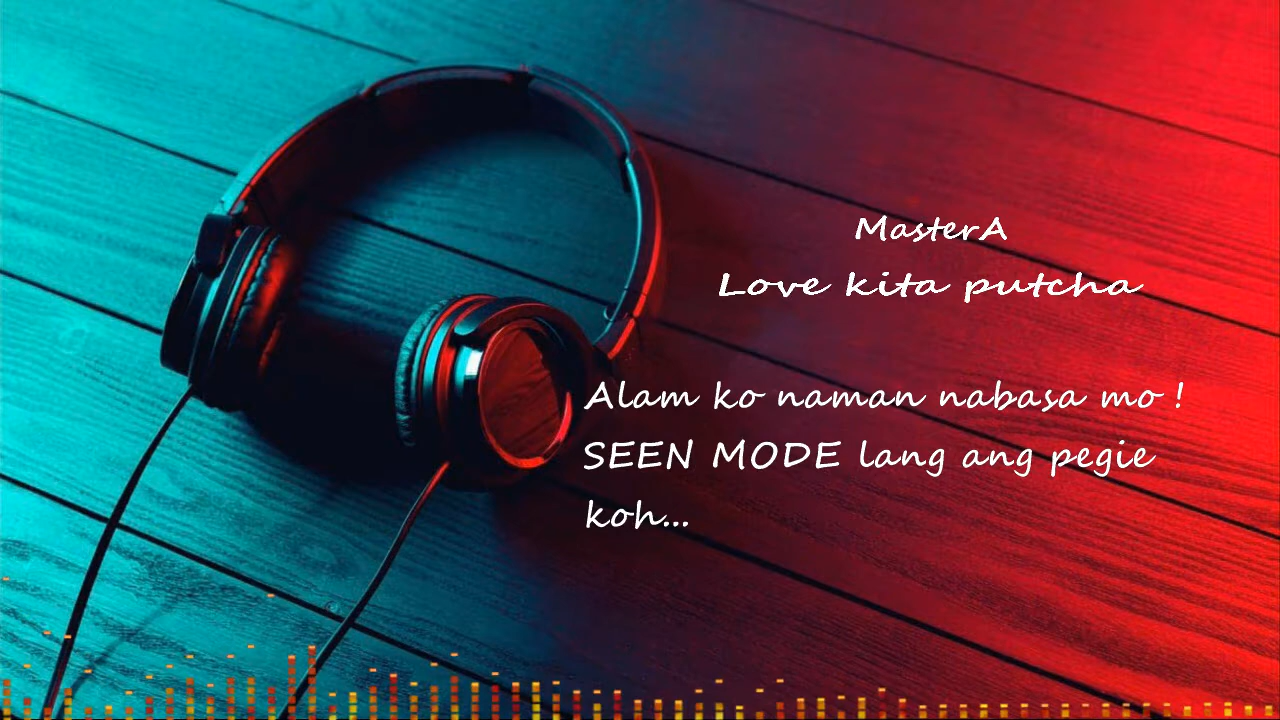 MasterA
Love kita putcha
Alam ko naman nabasa mo !
SEEN MODE lang ang pegie
koh...